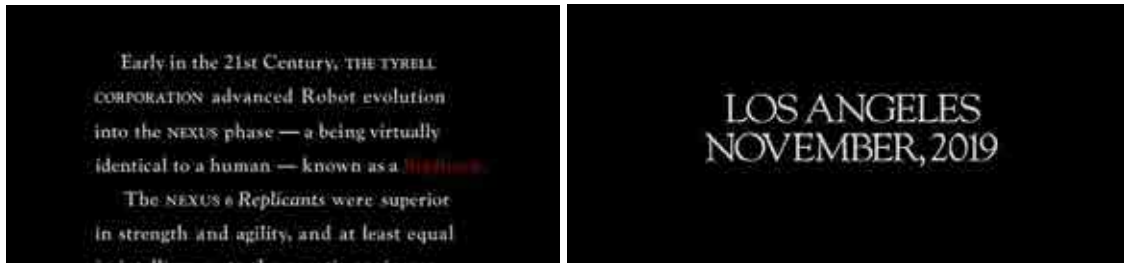 Early in the 21st Century, THE TYRELL
CORPORATION advanced Robot evolution
into the NEXUS phase — a being virtually
identical to a human — known as a
The NEXUS 6 Replicants were superior
in strength and agility, and at least equal
LOS ANGELES
NOVEMBER, 2019